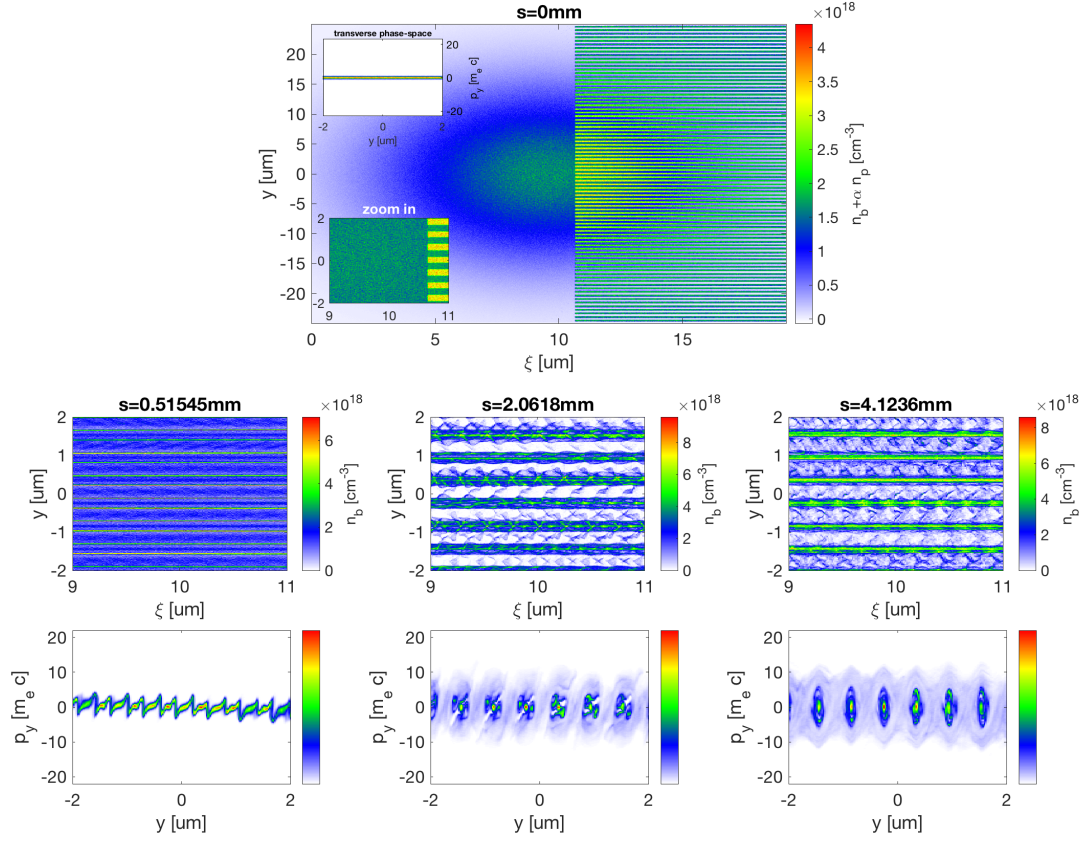 s=0mm
×10^18
transverse phase-space
20
0
-20
p_y [m_e c]
-2 0 2
y [um]
zoom in
2
0
-2
9 10 11
20
15
10
5
0
-5
-10
-15
-20
y [um]
0 5 10 15
ξ [um]
4
3.5
3
2.5
2
1.5
1
0.5
0
n_b+α n_p [cm^-3]
s=0.51545mm
×10^18
2
1
0
-1
-2
y [um]
9 10 11
ξ [um]
6
4
2
0
n_b [cm^-3]
s=2.0618mm
×10^18
2
1
0
-1
-2
y [um]
9 10 11
ξ [um]
8
6
4
2
0
n_b [cm^-3]
s=4.1236mm
×10^18
2
1
0
-1
-2
y [um]
9 10 11
ξ [um]
8
6
4
2
0
n_b [cm^-3]
20
10
0
-10
-20
p_y [m_e c]
-2 0 2
y [um]
20
10
0
-10
-20
p_y [m_e c]
-2 0 2
y [um]
20
10
0
-10
-20
p_y [m_e c]
-2 0 2
y [um]